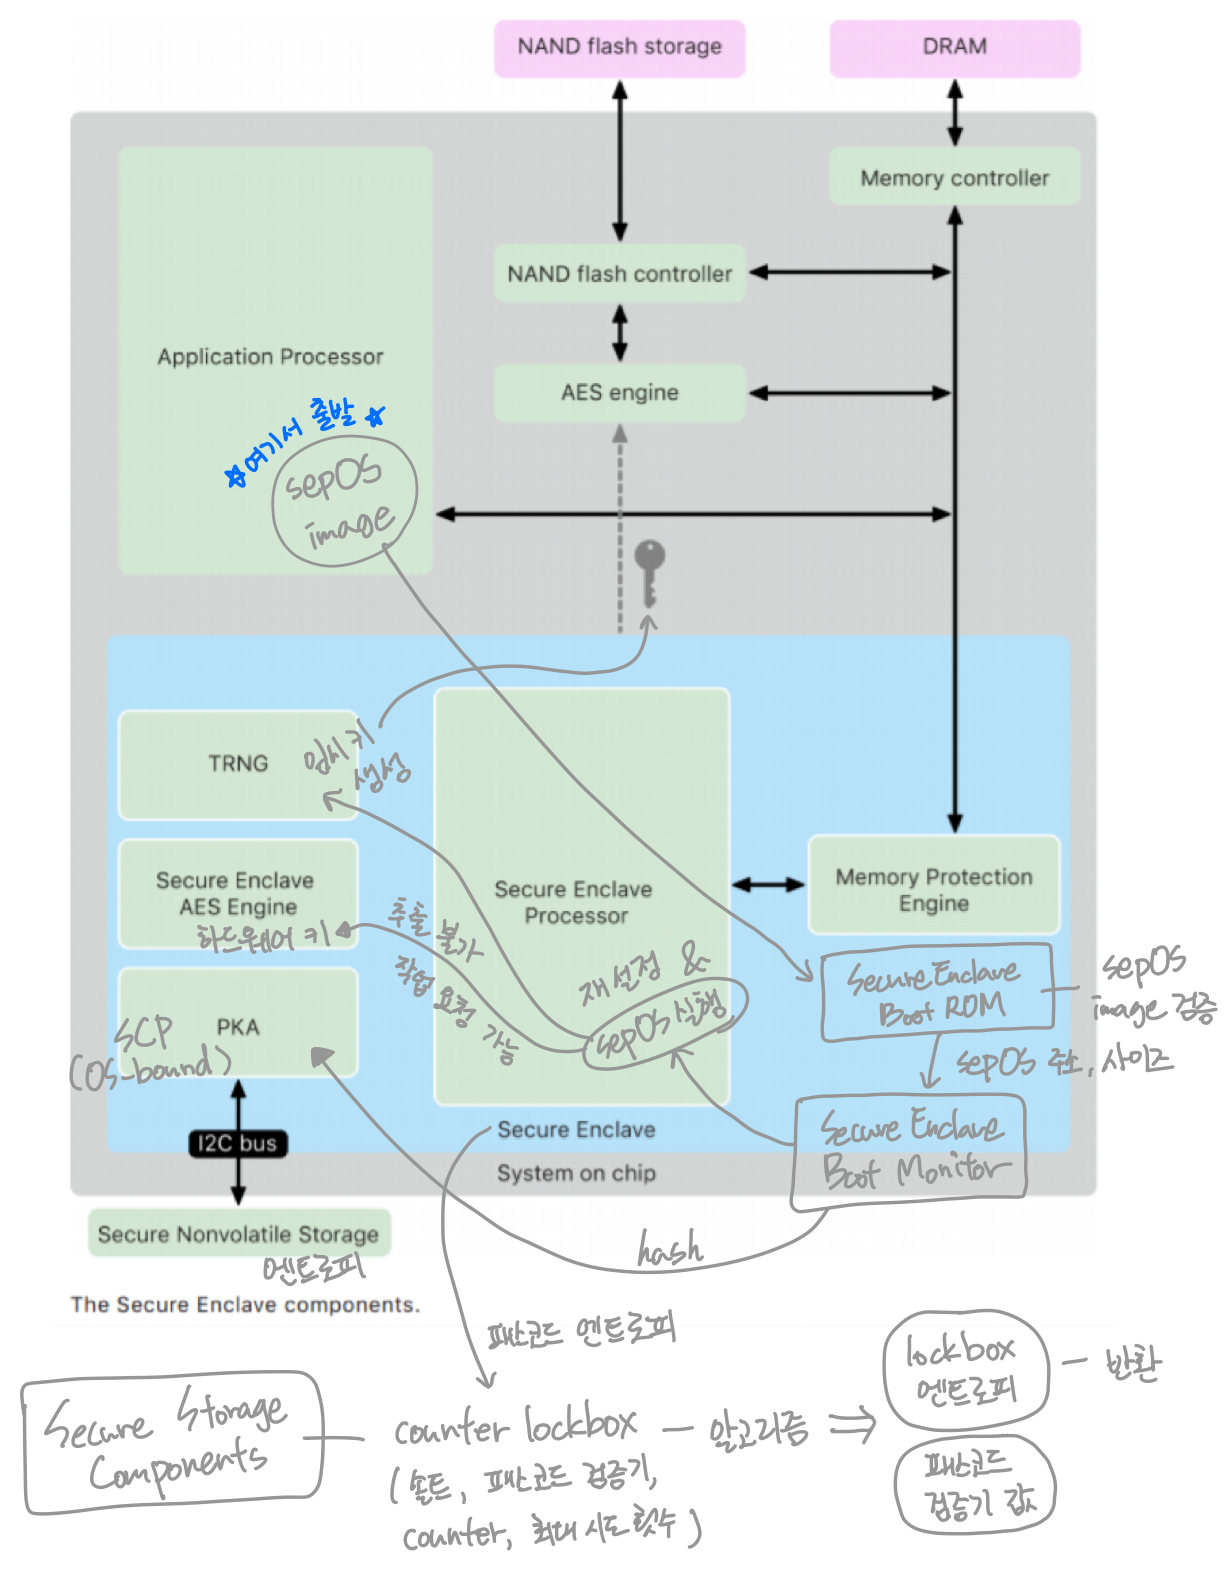 NAND flash storage
DRAM
Memory controller
NAND flash controller
Application Processor
AES engine
☆여기서 출발☆
sepOS
image
TRNG
임시 키
생성
Secure Enclave
AES Engine
하드웨어 키
추출 불가
작업 요청 가능
Secure Enclave
Processor
재설정 &
sepOS 실행
Memory Protection
Engine
Secure Enclave
Boot ROM
sepOS
image 검증
PKA
SCP
(OS-bound)
sepOS 주소, 사이즈
Secure Enclave
Boot Monitor
I2C bus
Secure Enclave
System on chip
Secure Nonvolatile Storage
엔트로피
hash
The Secure Enclave components.
패스코드 엔트로피
lockbox
엔트로피
반환
Secure Storage
Components
counter lockbox
알고리즘
(솔트, 패스코드 검증기,
counter, 최대 시도 횟수)
패스코드
검증기 값